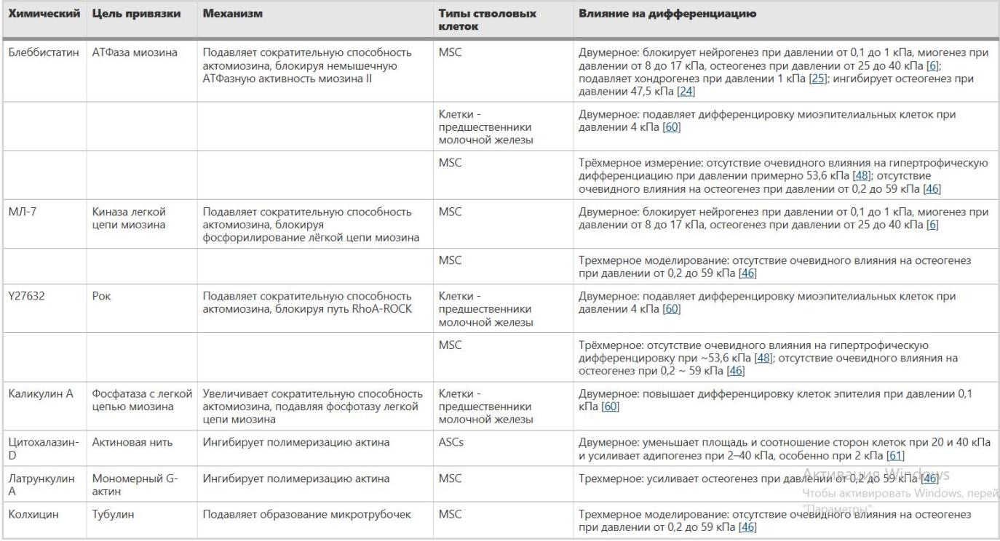 Химический Цель привязки Механизм Типы стволовых Влияние на дифференциацию
клеток
Блеббистатин АТФаза миозина Подавляет сократительную способность MSC Двумерное: блокирует нейрогенез при давлении от 0,1 до 1 кПа, миогенез при
актомиозина, блокируя немышечную давлении от 8 до 17 кПа, остеогенез при давлении от 25 до 40 кПа [6];
АТФазную активность миозина II подавляет хондрогенез при давлении 1 кПа [25]; ингибирует остеогенез при
давлении 47,5 кПа [24]
Клетки - Двумерное: подавляет дифференцировку миоэпителиальных клеток при
предшественники давлении 4 кПа [60]
молочной железы
MSC Трёхмерное измерение: отсутствие очевидного влияния на гипертрофическую
дифференциацию при давлении примерно 53,6 кПа [48]; отсутствие
очевидного влияния на остеогенез при давлении от 0,2 до 59 кПа [46]
МЛ-7 Киназа легкой Подавляет сократительную способность MSC Двумерное: блокирует нейрогенез при давлении от 0,1 до 1 кПа, миогенез при
цепи миозина актомиозина, блокируя давлении от 8 до 17 кПа, остеогенез при давлении от 25 до 40 кПа [6]
фосфорилирование лёгкой цепи миозина
MSC Трехмерное моделирование: отсутствие очевидного влияния на остеогенез
при давлении от 0,2 до 59 кПа [46]
Y27632 Рок Подавляет сократительную способность Клетки - Двумерное: подавляет дифференцировку миоэпителиальных клеток при
актомиозина, блокируя путь RhoA-ROCK предшественники давлении 4 кПа [60]
молочной железы
MSC Трёхмерное: отсутствие очевидного влияния на гипертрофическую
дифференцировку при ~53,6 кПа [48]; отсутствие очевидного влияния на
остеогенез при 0,2 ~ 59 кПа [46]
Каликулин А Фосфатаза с легкой Увеличивает сократительную способность Клетки - Двумерное: повышает дифференцировку клеток эпителия при давлении 0,1
цепью миозина актомиозина, подавляя фосфотазу легкой предшественники кПа [60]
цепи миозина молочной железы
Цитохалазин- Актиновая нить Ингибирует полимеризацию актина ASCs Двумерное: уменьшает площадь и соотношение сторон клеток при 20 и 40 кПа
D и усиливает адипогенез при 2–40 кПа, особенно при 2 кПа [61]
Латрункулин Мономерный G- Ингибирует полимеризацию актина MSC Трехмерное: усиливает остеогенез при давлении от 0,2 до 59 кПа [46]
А актин
Активация Windows
Чтобы активировать Windows, перей
"Параметры"
Колхицин Тубулин Подавляет образование микротрубочек MSC Трехмерное моделирование: отсутствие очевидного влияния на остеогенез
при давлении от 0,2 до 59 кПа [46]